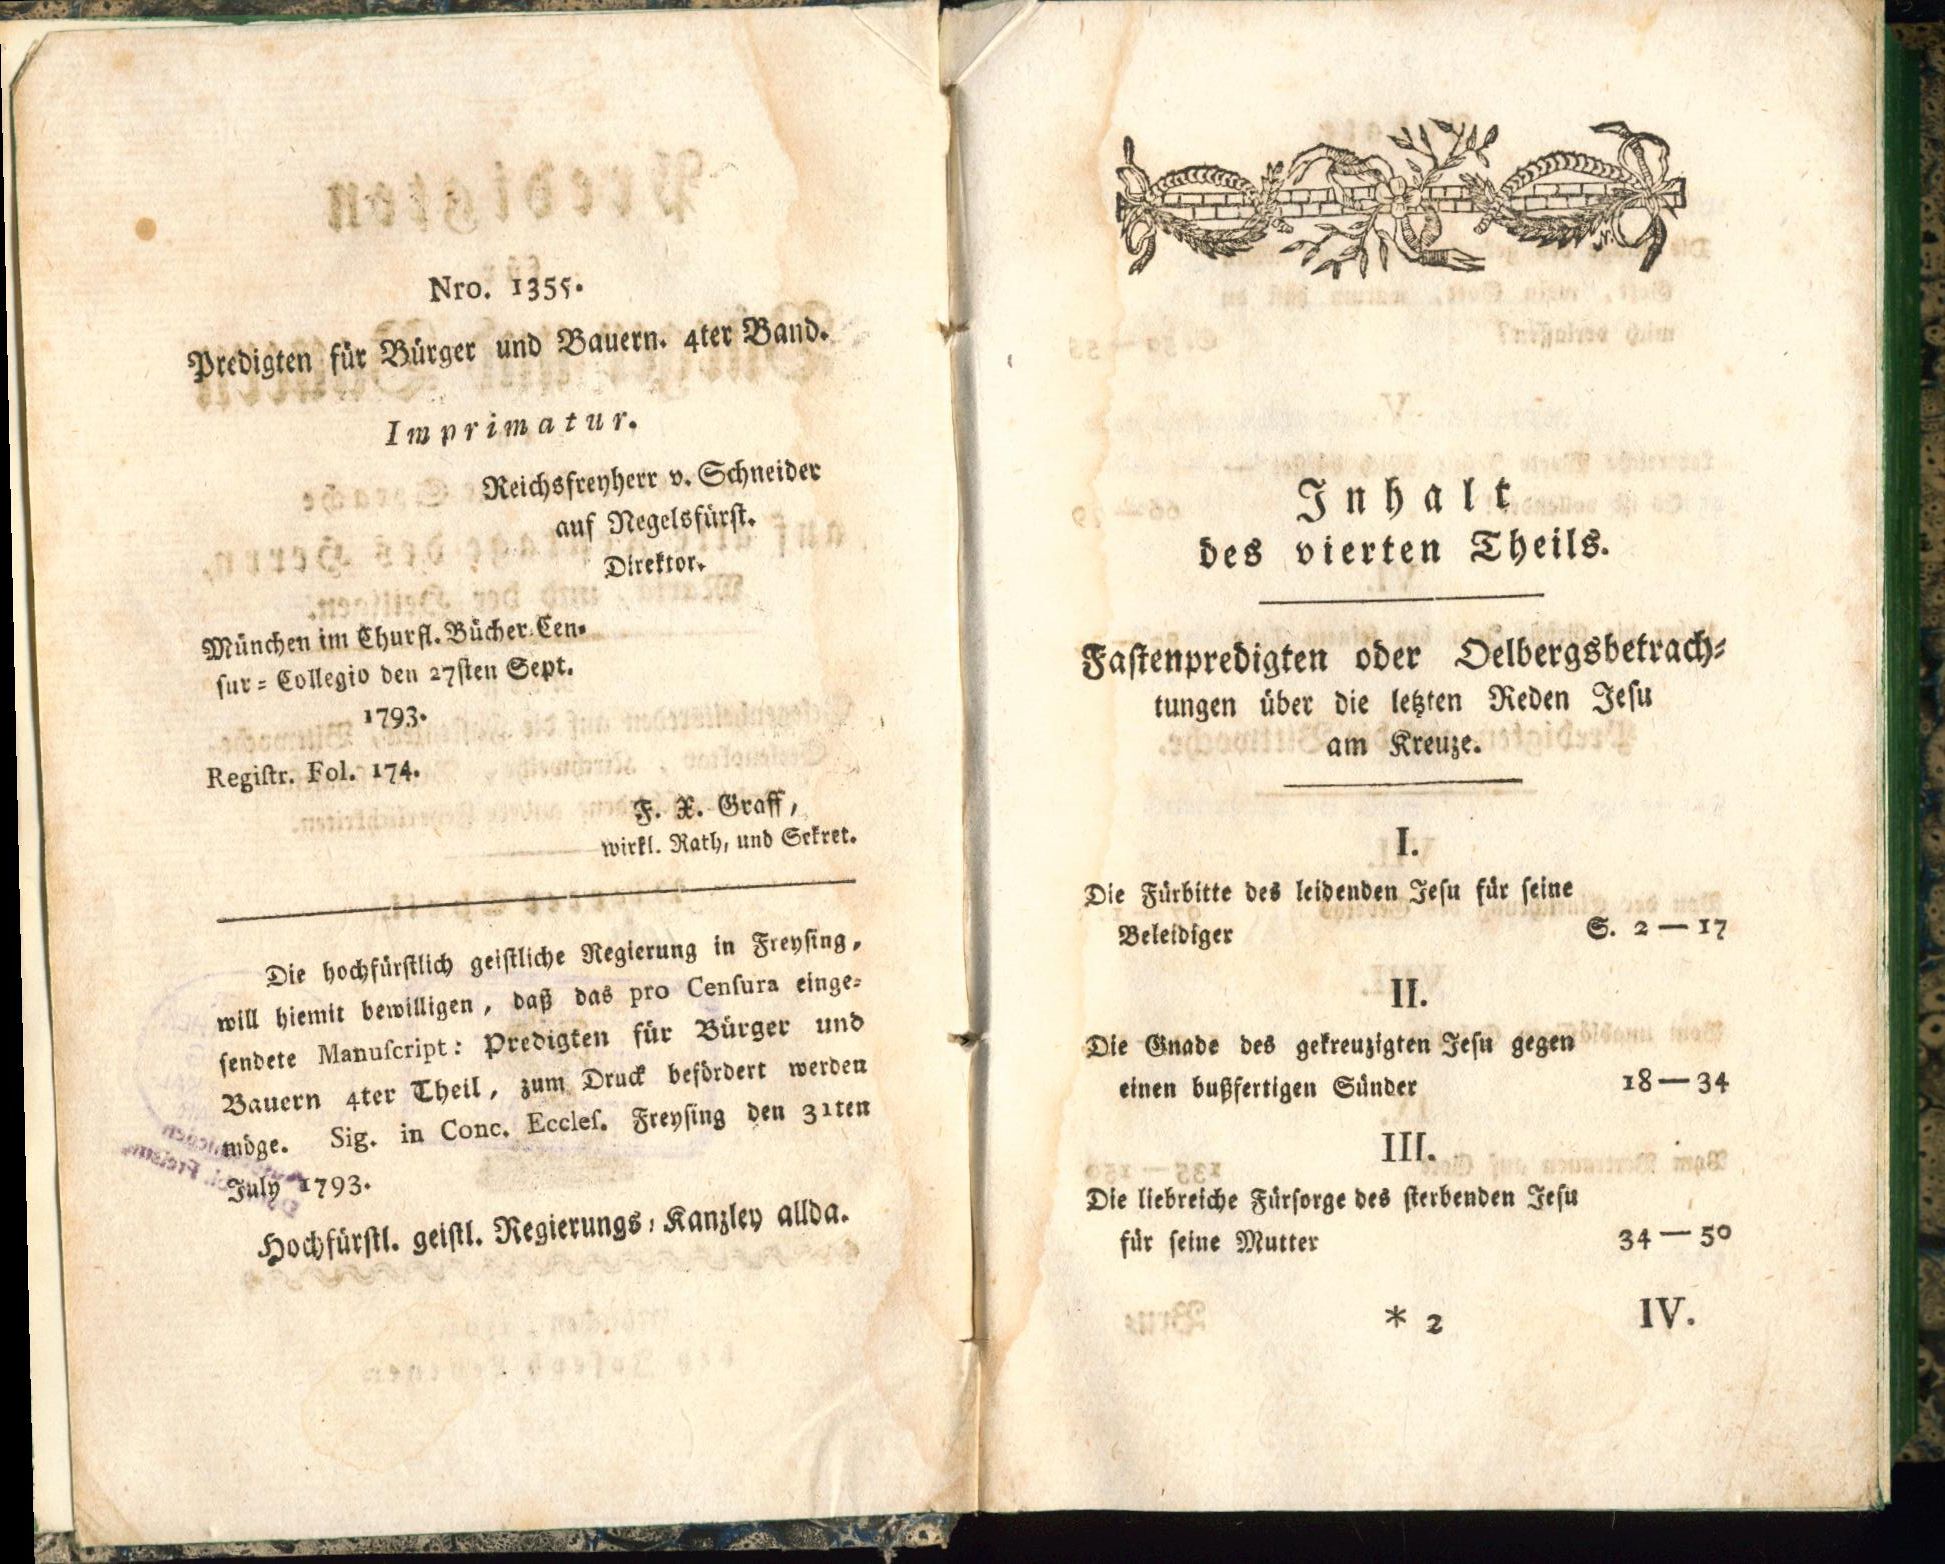 Nro. 1355.
Predigten für Bürger und Bauern. 4ter Band.
Imprimatur.
Reichsfreyherr v. Schneider
auf Negelsfürst.
Direktor.
München im Churfl. Bücher-Cen-
sur-Collegio den 27sten Sept.
1793.
Registr. Fol. 174.
F. X. Graff,
wirkl. Rath, und Sekret.
Die hochfürstlich geistliche Regierung in Freysing,
will hiemit bewilligen, daß das pro Censura einge-
sendete Manuscript: Predigten für Bürger und
Bauern 4ter Theil, zum Druck befördert werden
möge. Sig. in Conc. Eccles. Freysing den 31ten
July 1793.
Hochfürstl. geistl. Regierungs-Kanzley allda.
Inhalt
des vierten Theils.
Fastenpredigten oder Oelbergsbetrach-
tungen über die letzten Reden Jesu
am Kreuze.
I.
Die Fürbitte des leidenden Jesu für seine
Beleidiger S. 2 — 17
II.
Die Gnade des gekreuzigten Jesu gegen
einen bußfertigen Sünder 18 — 34
III.
Die liebreiche Fürsorge des sterbenden Jesu
für seine Mutter 34 — 50
* 2 IV.